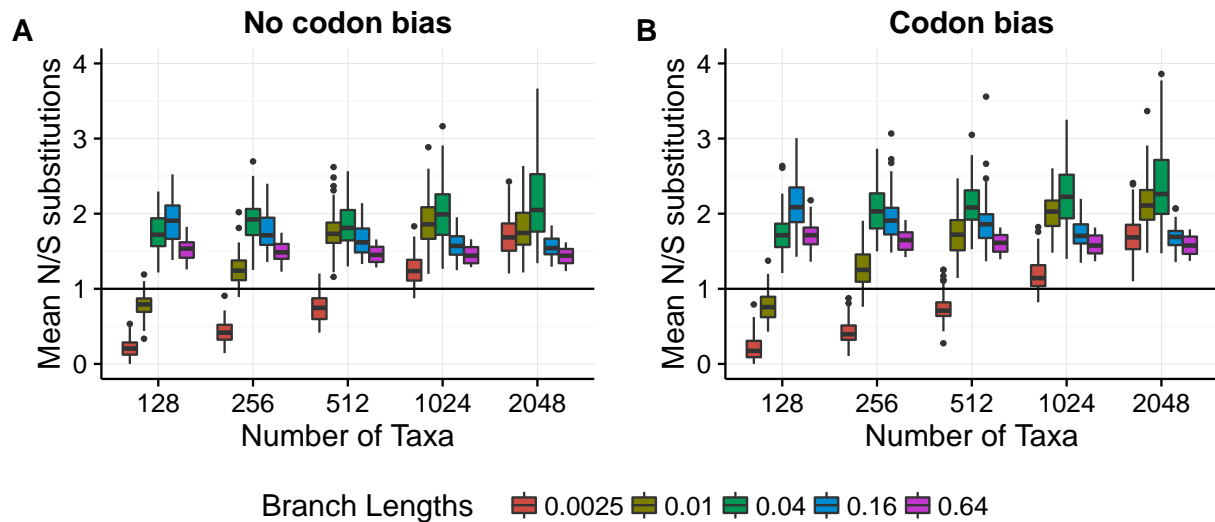 A
No codon bias
Mean N/S substitutions
4
3
2
1
0
128 256 512 1024 2048
Number of Taxa
B
Codon bias
Mean N/S substitutions
4
3
2
1
0
128 256 512 1024 2048
Number of Taxa
Branch Lengths 0.0025 0.01 0.04 0.16 0.64